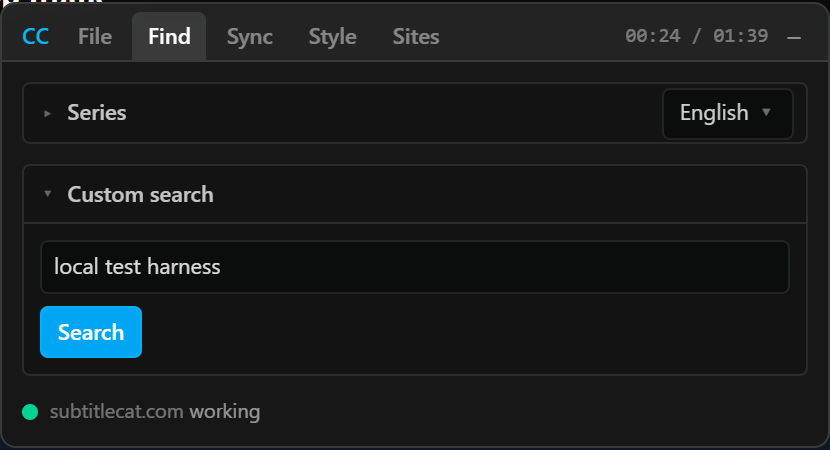 CC File Find Sync Style Sites 00:24 / 01:39 –
Series English
Custom search
local test harness
Search
subtitlecat.com working